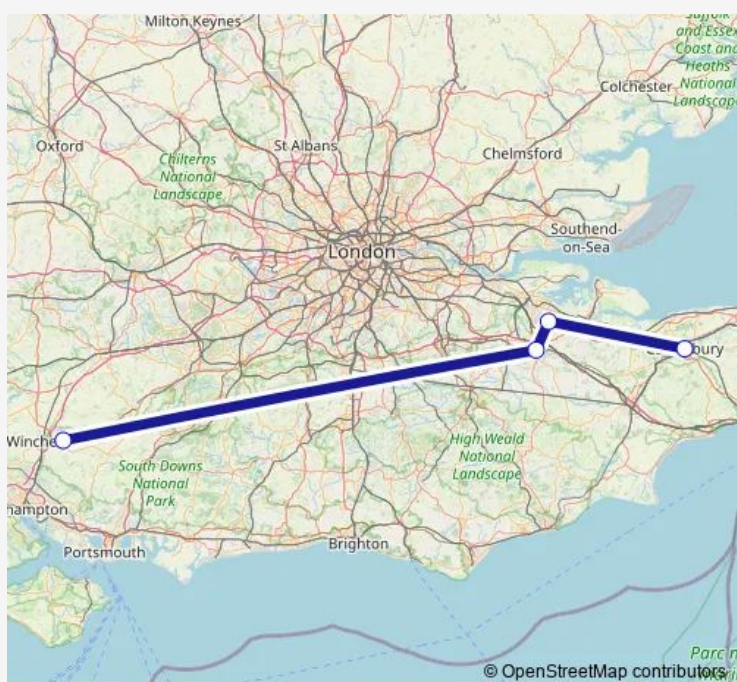 Milton Keynes
Suffolk
and Essex
Coast and
Heaths
National
Landscape
Colchester
Oxford
St Albans
Chelmsford
Chilterns
National
Landscape
London
Southend-
on-Sea
bury
Winche
High Weald
National
Landscape
South Downs
National
Park
hampton
Portsmouth
Brighton
Parc n
© OpenStreetMap contributors